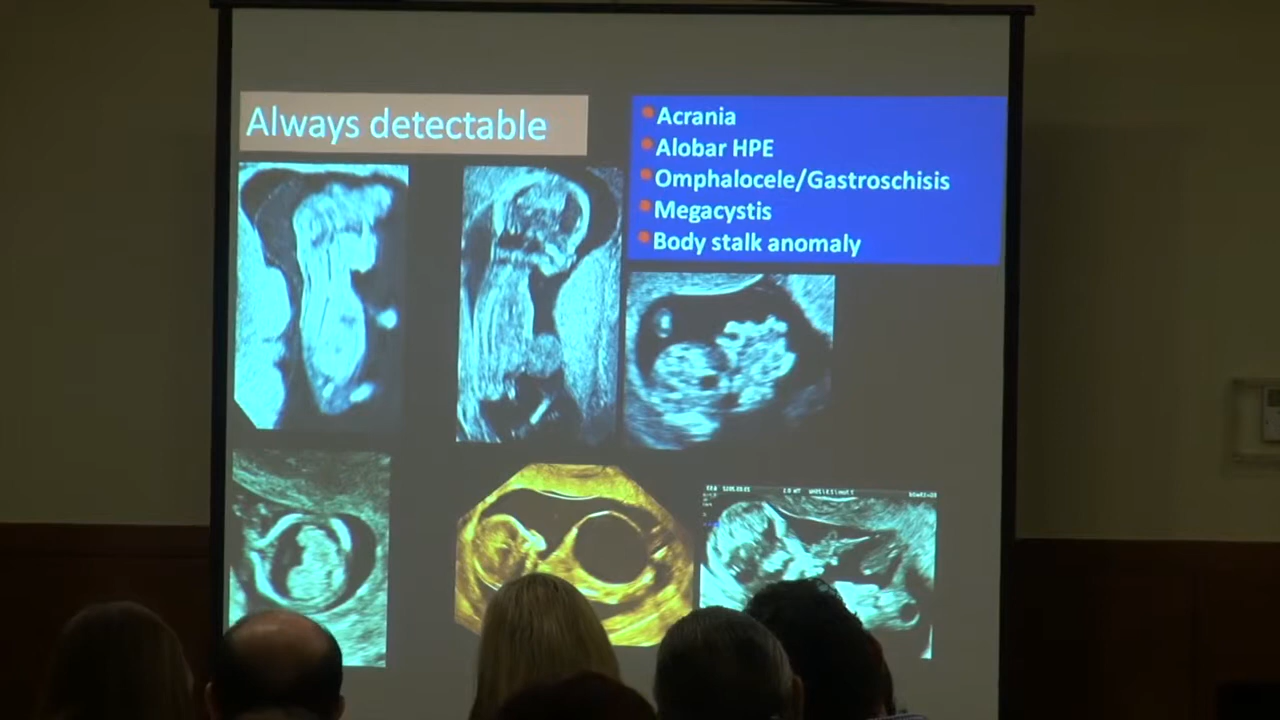 Always detectable
Acrania
Alobar HPE
Omphalocele/Gastroschisis
Megacystis
Body stalk anomaly